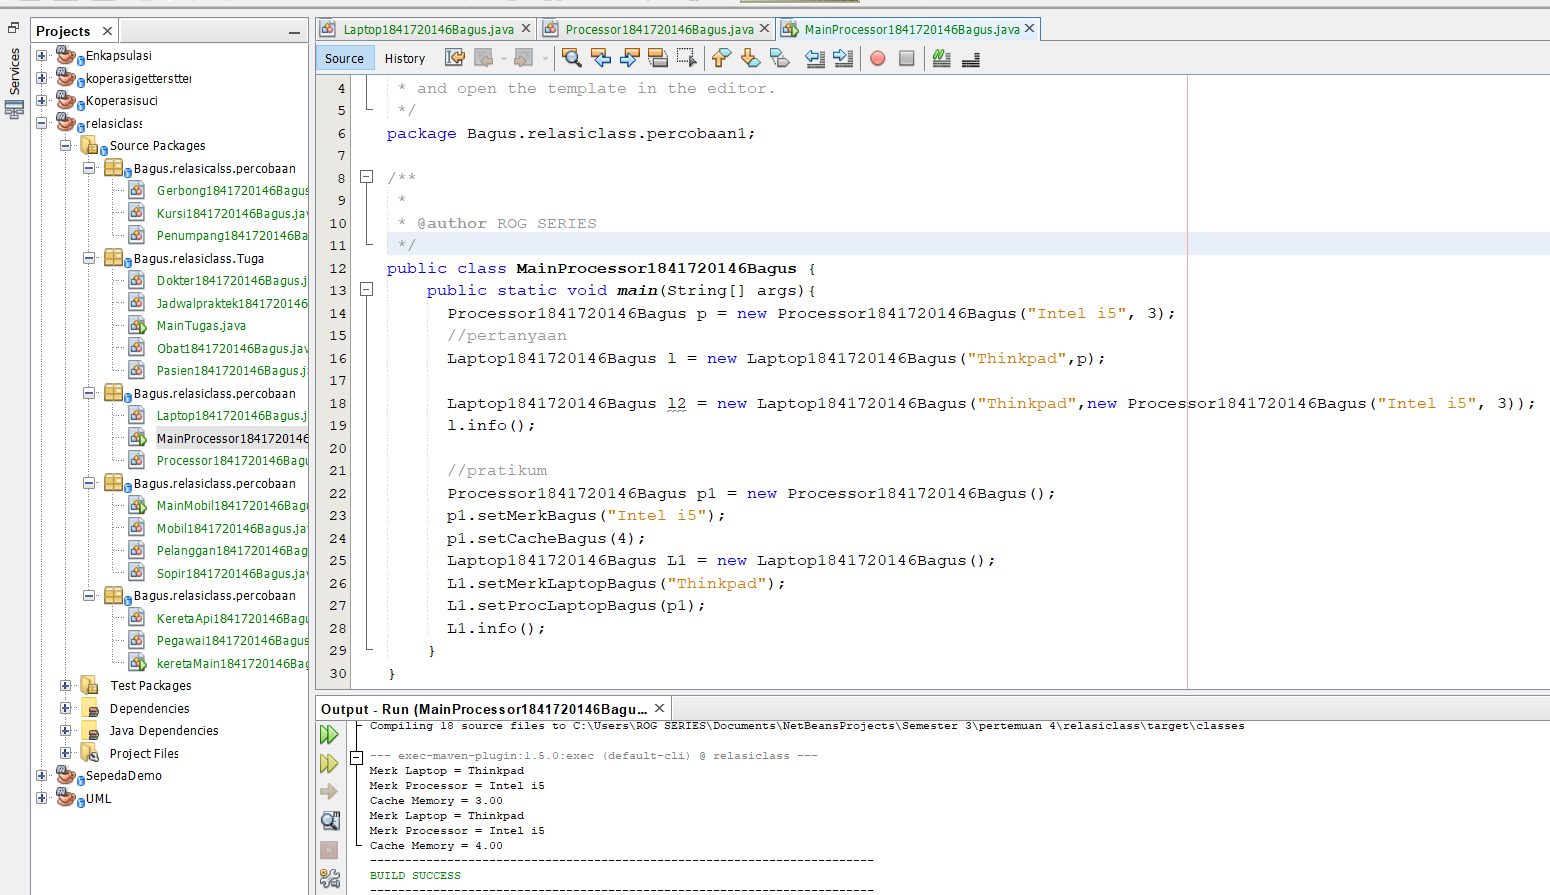 Services
Projects
Enkapsulasi
koperasigetterstter
Koperasisuci
relasiclass
Source Packages
Bagus.relasicalss.percobaan
Gerbong1841720146Bagus
Kursi1841720146Bagus.jav
Penumpang1841720146Ba
Bagus.relasiclass.Tuga
Dokter1841720146Bagus.j
Jadwalpraktek1841720146
MainTugas.java
Obat1841720146Bagus.jav
Pasien1841720146Bagus.j
Bagus.relasiclass.percobaan
Laptop1841720146Bagus.j
MainProcessor1841720146
Processor1841720146Bagu
Bagus.relasiclass.percobaan
MainMobil1841720146Bagu
Mobil1841720146Bagus.ja
Pelanggan1841720146Bag
Sopir1841720146Bagus.jav
Bagus.relasiclass.percobaan
KeretaApi1841720146Bagu
Pegawai1841720146Bagus
keretaMain1841720146Bag
Test Packages
Dependencies
Java Dependencies
Project Files
SepedaDemo
UML
Laptop1841720146Bagus.java
Processor1841720146Bagus.java
MainProcessor1841720146Bagus.java
Source History
4 * and open the template in the editor.
5 */
6 package Bagus.relasiclass.percobaan1;
7
8 /**
9 *
10 * @author ROG SERIES
11 */
12 public class MainProcessor1841720146Bagus {
13 public static void main(String[] args){
14 Processor1841720146Bagus p = new Processor1841720146Bagus("Intel i5", 3);
15 //pertanyaan
16 Laptop1841720146Bagus l = new Laptop1841720146Bagus("Thinkpad",p);
17
18 Laptop1841720146Bagus l2 = new Laptop1841720146Bagus("Thinkpad",new Processor1841720146Bagus("Intel i5", 3));
19 l.info();
20
21 //pratikum
22 Processor1841720146Bagus p1 = new Processor1841720146Bagus();
23 p1.setMerkBagus("Intel i5");
24 p1.setCacheBagus(4);
25 Laptop1841720146Bagus L1 = new Laptop1841720146Bagus();
26 L1.setMerkLaptopBagus("Thinkpad");
27 L1.setProcLaptopBagus(p1);
28 L1.info();
29 }
30 }
Output - Run (MainProcessor1841720146Bagu...
Compiling 18 source files to C:\Users\ROG SERIES\Documents\NetBeansProjects\Semester 3\pertemuan 4\relasiclass\target\classes
--- exec-maven-plugin:1.5.0:exec (default-cli) @ relasiclass ---
Merk Laptop = Thinkpad
Merk Processor = Intel i5
Cache Memory = 3.00
Merk Laptop = Thinkpad
Merk Processor = Intel i5
Cache Memory = 4.00
------------------------------------------------------------------------
BUILD SUCCESS
------------------------------------------------------------------------